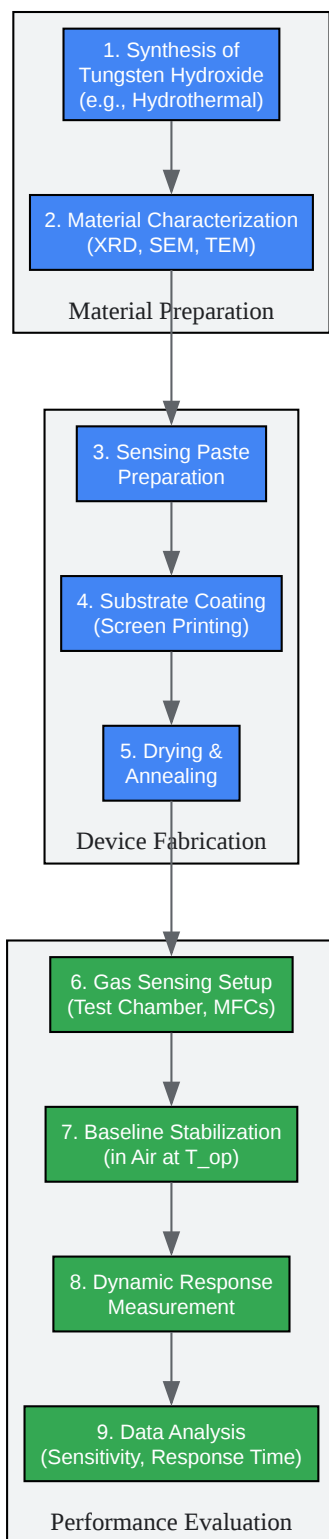 1. Synthesis of
Tungsten Hydroxide
(e.g., Hydrothermal)
2. Material Characterization
(XRD, SEM, TEM)
Material Preparation
3. Sensing Paste
Preparation
4. Substrate Coating
(Screen Printing)
5. Drying &
Annealing
Device Fabrication
6. Gas Sensing Setup
(Test Chamber, MFCs)
7. Baseline Stabilization
(in Air at T_op)
8. Dynamic Response
Measurement
9. Data Analysis
(Sensitivity, Response Time)
Performance Evaluation